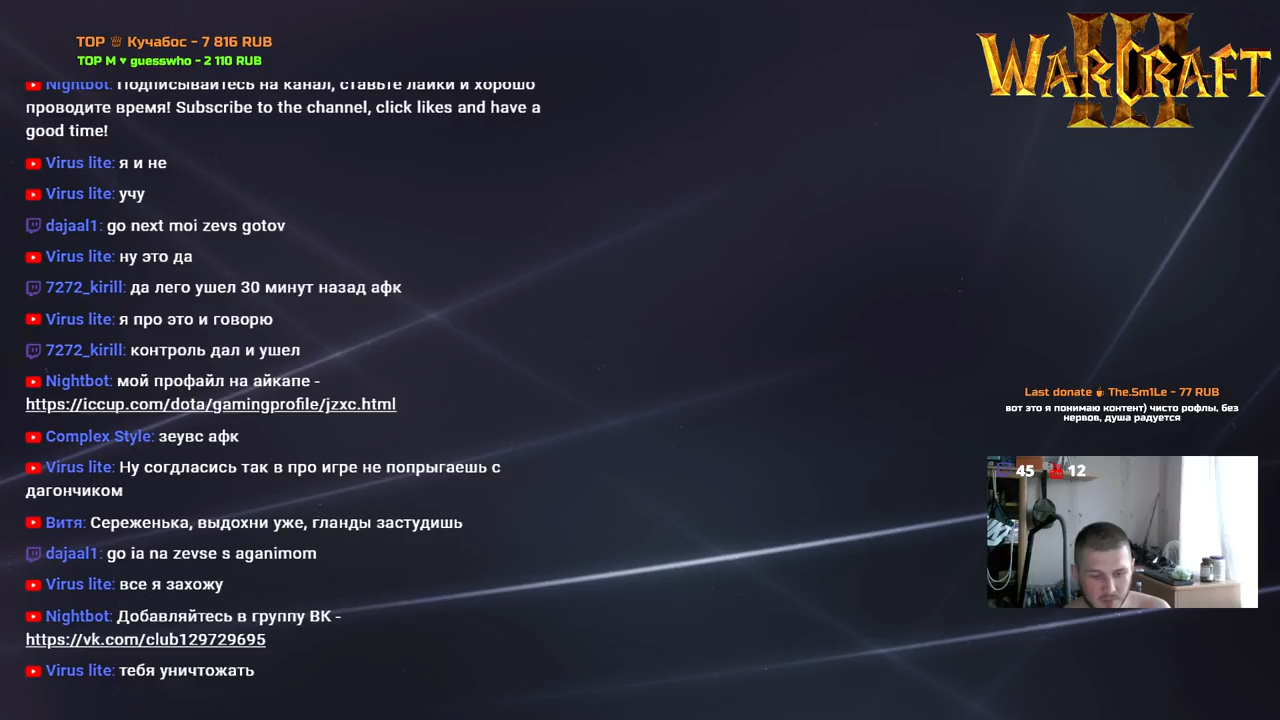 TOP ♕ Кучабос - 7 816 RUB
TOP M ♥ guesswho - 2 110 RUB
WARCRAFT
III
Nightbot: Подписывайтесь на канал, ставьте лайки и хорошо
проводите время! Subscribe to the channel, click likes and have a
good time!
Virus lite: я и не
Virus lite: учу
dajaal1: go next moi zevs gotov
Virus lite: ну это да
7272_kirill: да лего ушел 30 минут назад афк
Virus lite: я про это и говорю
7272_kirill: контроль дал и ушел
Nightbot: мой профайл на айкапе -
https://iccup.com/dota/gamingprofile/jzxc.html
Complex Style: зеувс афк
Virus lite: Ну согдласись так в про игре не попрыгаешь с
дагончиком
Витя: Сереженька, выдохни уже, гланды застудишь
dajaal1: go ia na zevse s aganimom
Virus lite: все я захожу
Nightbot: Добавляйтесь в группу ВК -
https://vk.com/club129729695
Virus lite: тебя уничтожать
Last donate ☕ The.5m1Le - 77 RUB
вот это я понимаю контент) чисто рофлы, без
нервов, душа радуется
45 12